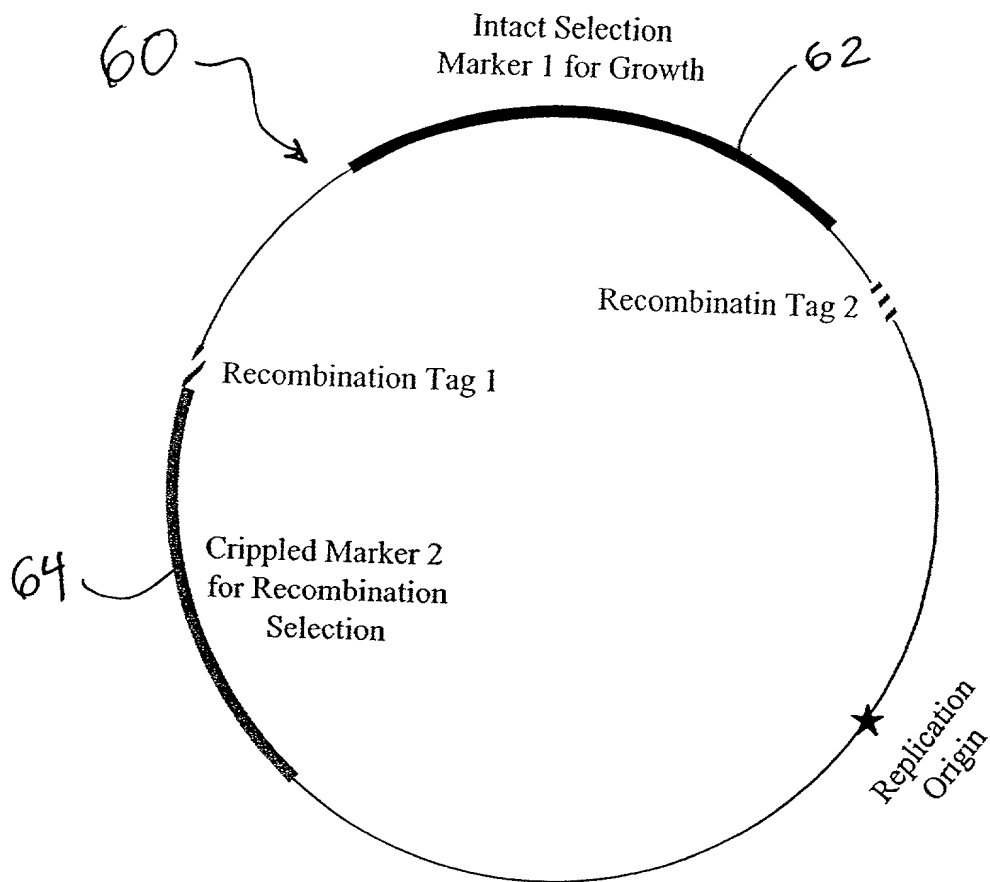 60
Intact Selection
Marker 1 for Growth
62
Recombinatin Tag 2
Recombination Tag 1
Crippled Marker 2
for Recombination
Selection
64
Replication
Origin